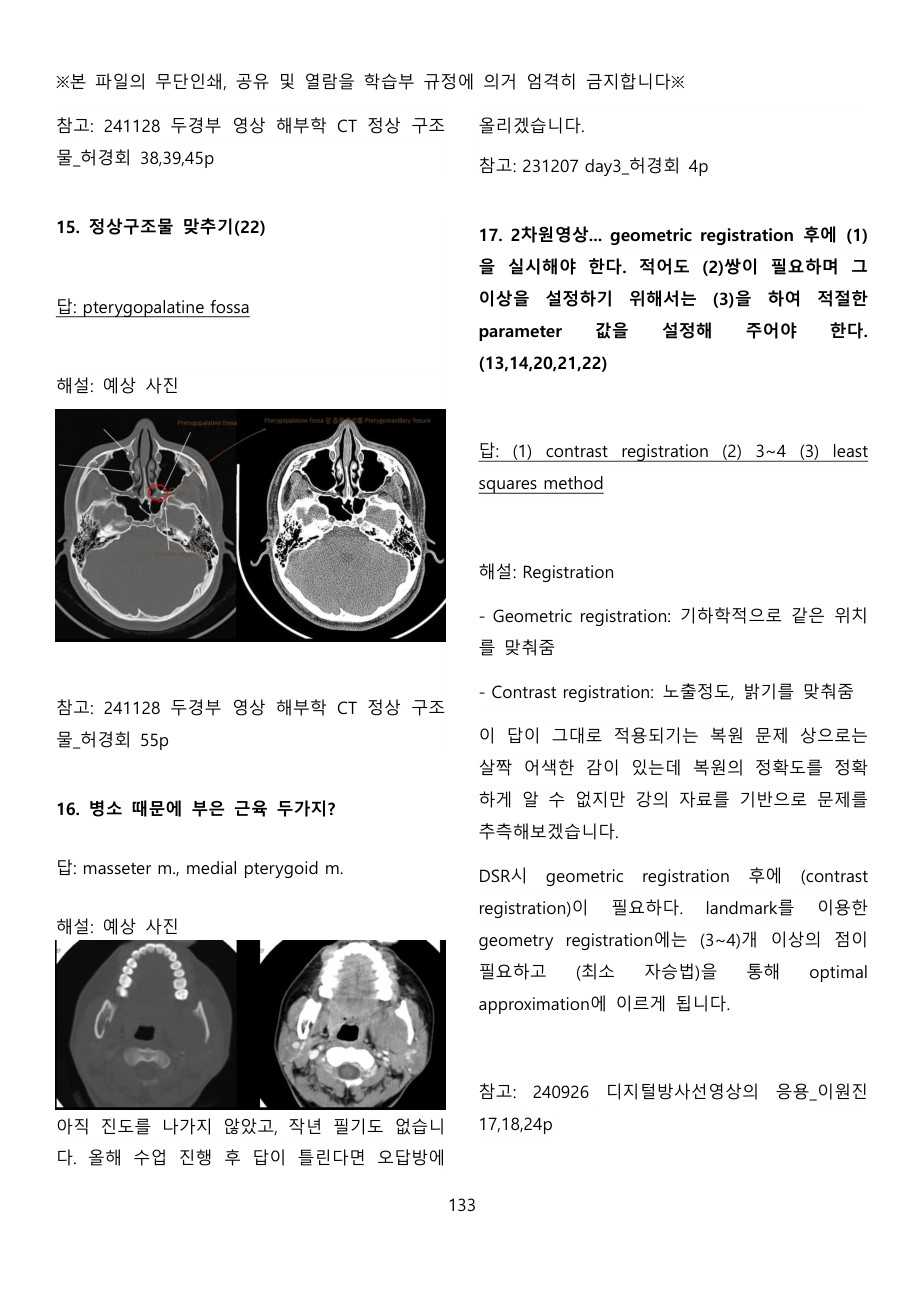 ※본 파일의 무단인쇄, 공유 및 열람을 학습부 규정에 의거 엄격히 금지합니다※
참고: 241128 두경부 영상 해부학 CT 정상 구조
물_허경회 38,39,45p
15. 정상구조물 맞추기(22)
답: pterygopalatine fossa
해설: 예상 사진
Pterygopalatine fossa
Pterygopalatine fossa
Pterygomaxillary fissure
참고: 241128 두경부 영상 해부학 CT 정상 구조
물_허경회 55p
16. 병소 때문에 부은 근육 두가지?
답: masseter m., medial pterygoid m.
해설: 예상 사진
아직 진도를 나가지 않았고, 작년 필기도 없습니
다. 올해 수업 진행 후 답이 틀린다면 오답방에
올리겠습니다.
참고: 231207 day3_허경회 4p
17. 2차원영상... geometric registration 후에 (1)
을 실시해야 한다. 적어도 (2)쌍이 필요하며 그
이상을 설정하기 위해서는 (3)을 하여 적절한
parameter 값을 설정해 주어야 한다.
(13,14,20,21,22)
답: (1) contrast registration (2) 3~4 (3) least
squares method
해설: Registration
- Geometric registration: 기하학적으로 같은 위치
를 맞춰줌
- Contrast registration: 노출정도, 밝기를 맞춰줌
이 답이 그대로 적용되기는 복원 문제 상으로는
살짝 어색한 감이 있는데 복원의 정확도를 정확
하게 알 수 없지만 강의 자료를 기반으로 문제를
추측해보겠습니다.
DSR시 geometric registration 후에 (contrast
registration)이 필요하다. landmark를 이용한
geometry registration에는 (3~4)개 이상의 점이
필요하고 (최소 자승법)을 통해 optimal
approximation에 이르게 됩니다.
참고: 240926 디지털방사선영상의 응용_이원진
17,18,24p
133